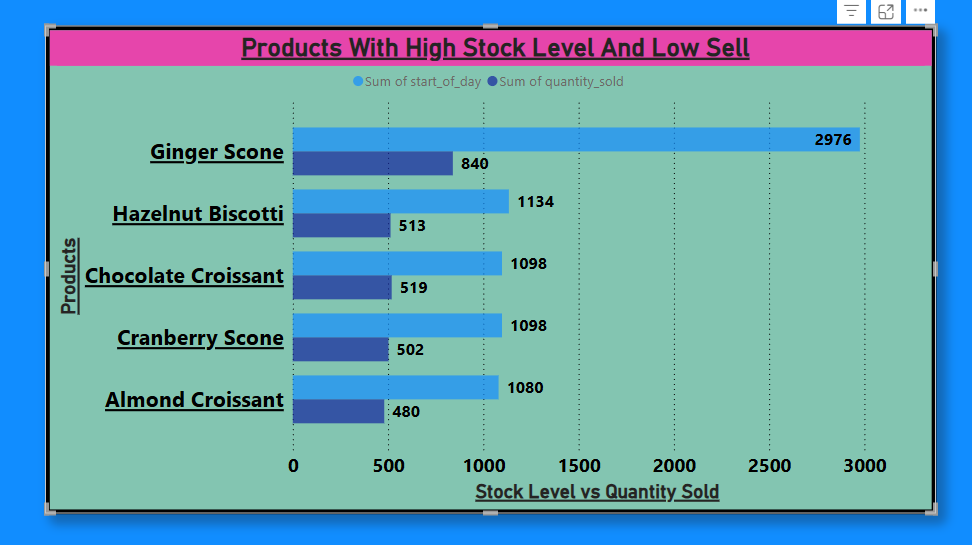 Products With High Stock Level And Low Sell
Sum of start_of_day Sum of quantity_sold
Products
Ginger Scone 2976
840
Hazelnut Biscotti 1134
513
Chocolate Croissant 1098
519
Cranberry Scone 1098
502
Almond Croissant 1080
480
0 500 1000 1500 2000 2500 3000
Stock Level vs Quantity Sold